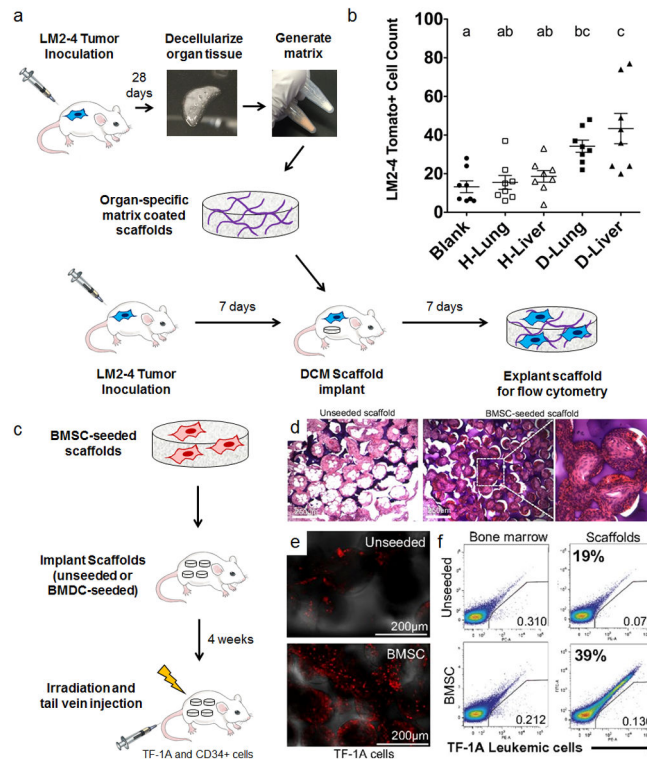 a
LM2-4 Tumor
Inoculation
28
days
Decellularize
organ tissue
Generate
matrix
Organ-specific
matrix coated
scaffolds
7 days
7 days
LM2-4 Tumor
Inoculation
DCM Scaffold
implant
Explant scaffold
for flow cytometry
b
LM2-4 Tomato+ Cell Count
100
80
60
40
20
0
a ab ab bc c
Blank
H-Lung
H-Liver
D-Lung
D-Liver
c
BMSC-seeded
scaffolds
Implant Scaffolds
(unseeded or
BMDC-seeded)
4 weeks
Irradiation and
tail vein injection
TF-1A and CD34+ cells
d
Unseeded scaffold
BMSC-seeded scaffold
e
Unseeded
200µm
BMSC
200µm
TF-1A cells
f
Bone marrow
Scaffolds
Unseeded
19%
0.310
0.07
BMSC
39%
0.212
0.130
TF-1A Leukemic cells